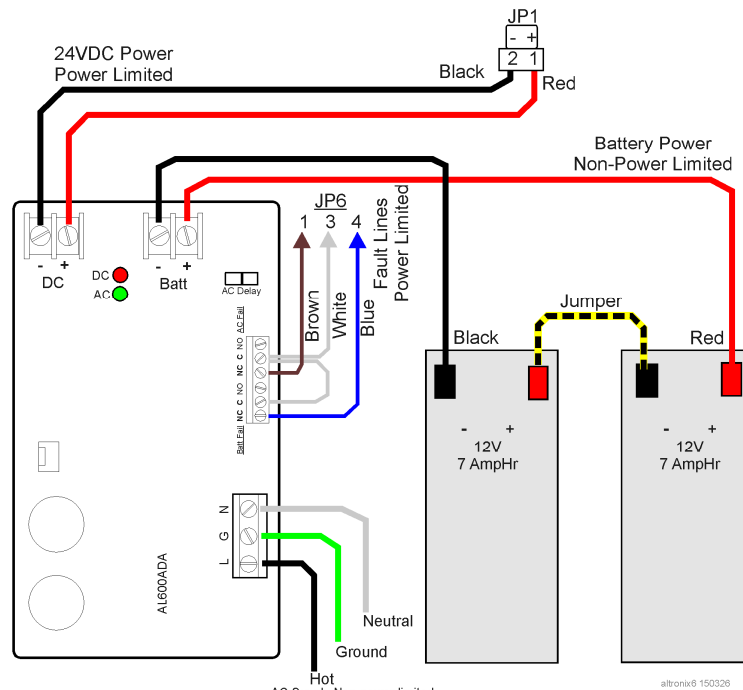 JP1
- +
2 1
24VDC Power
Power Limited
Black
Red
Battery Power
Non-Power Limited
JP6
1 3 4
Fault Lines
Power Limited
- +
DC
- +
Batt
DC
AC
AC Delay
Brown
White
Blue
AC Fail
NO
C
NC
NO
C
NC
Batt Fail
Jumper
Black
Red
- +
12V
7 AmpHr
- +
12V
7 AmpHr
N
G
L
AL600ADA
Neutral
Ground
Hot
altronix6 150326